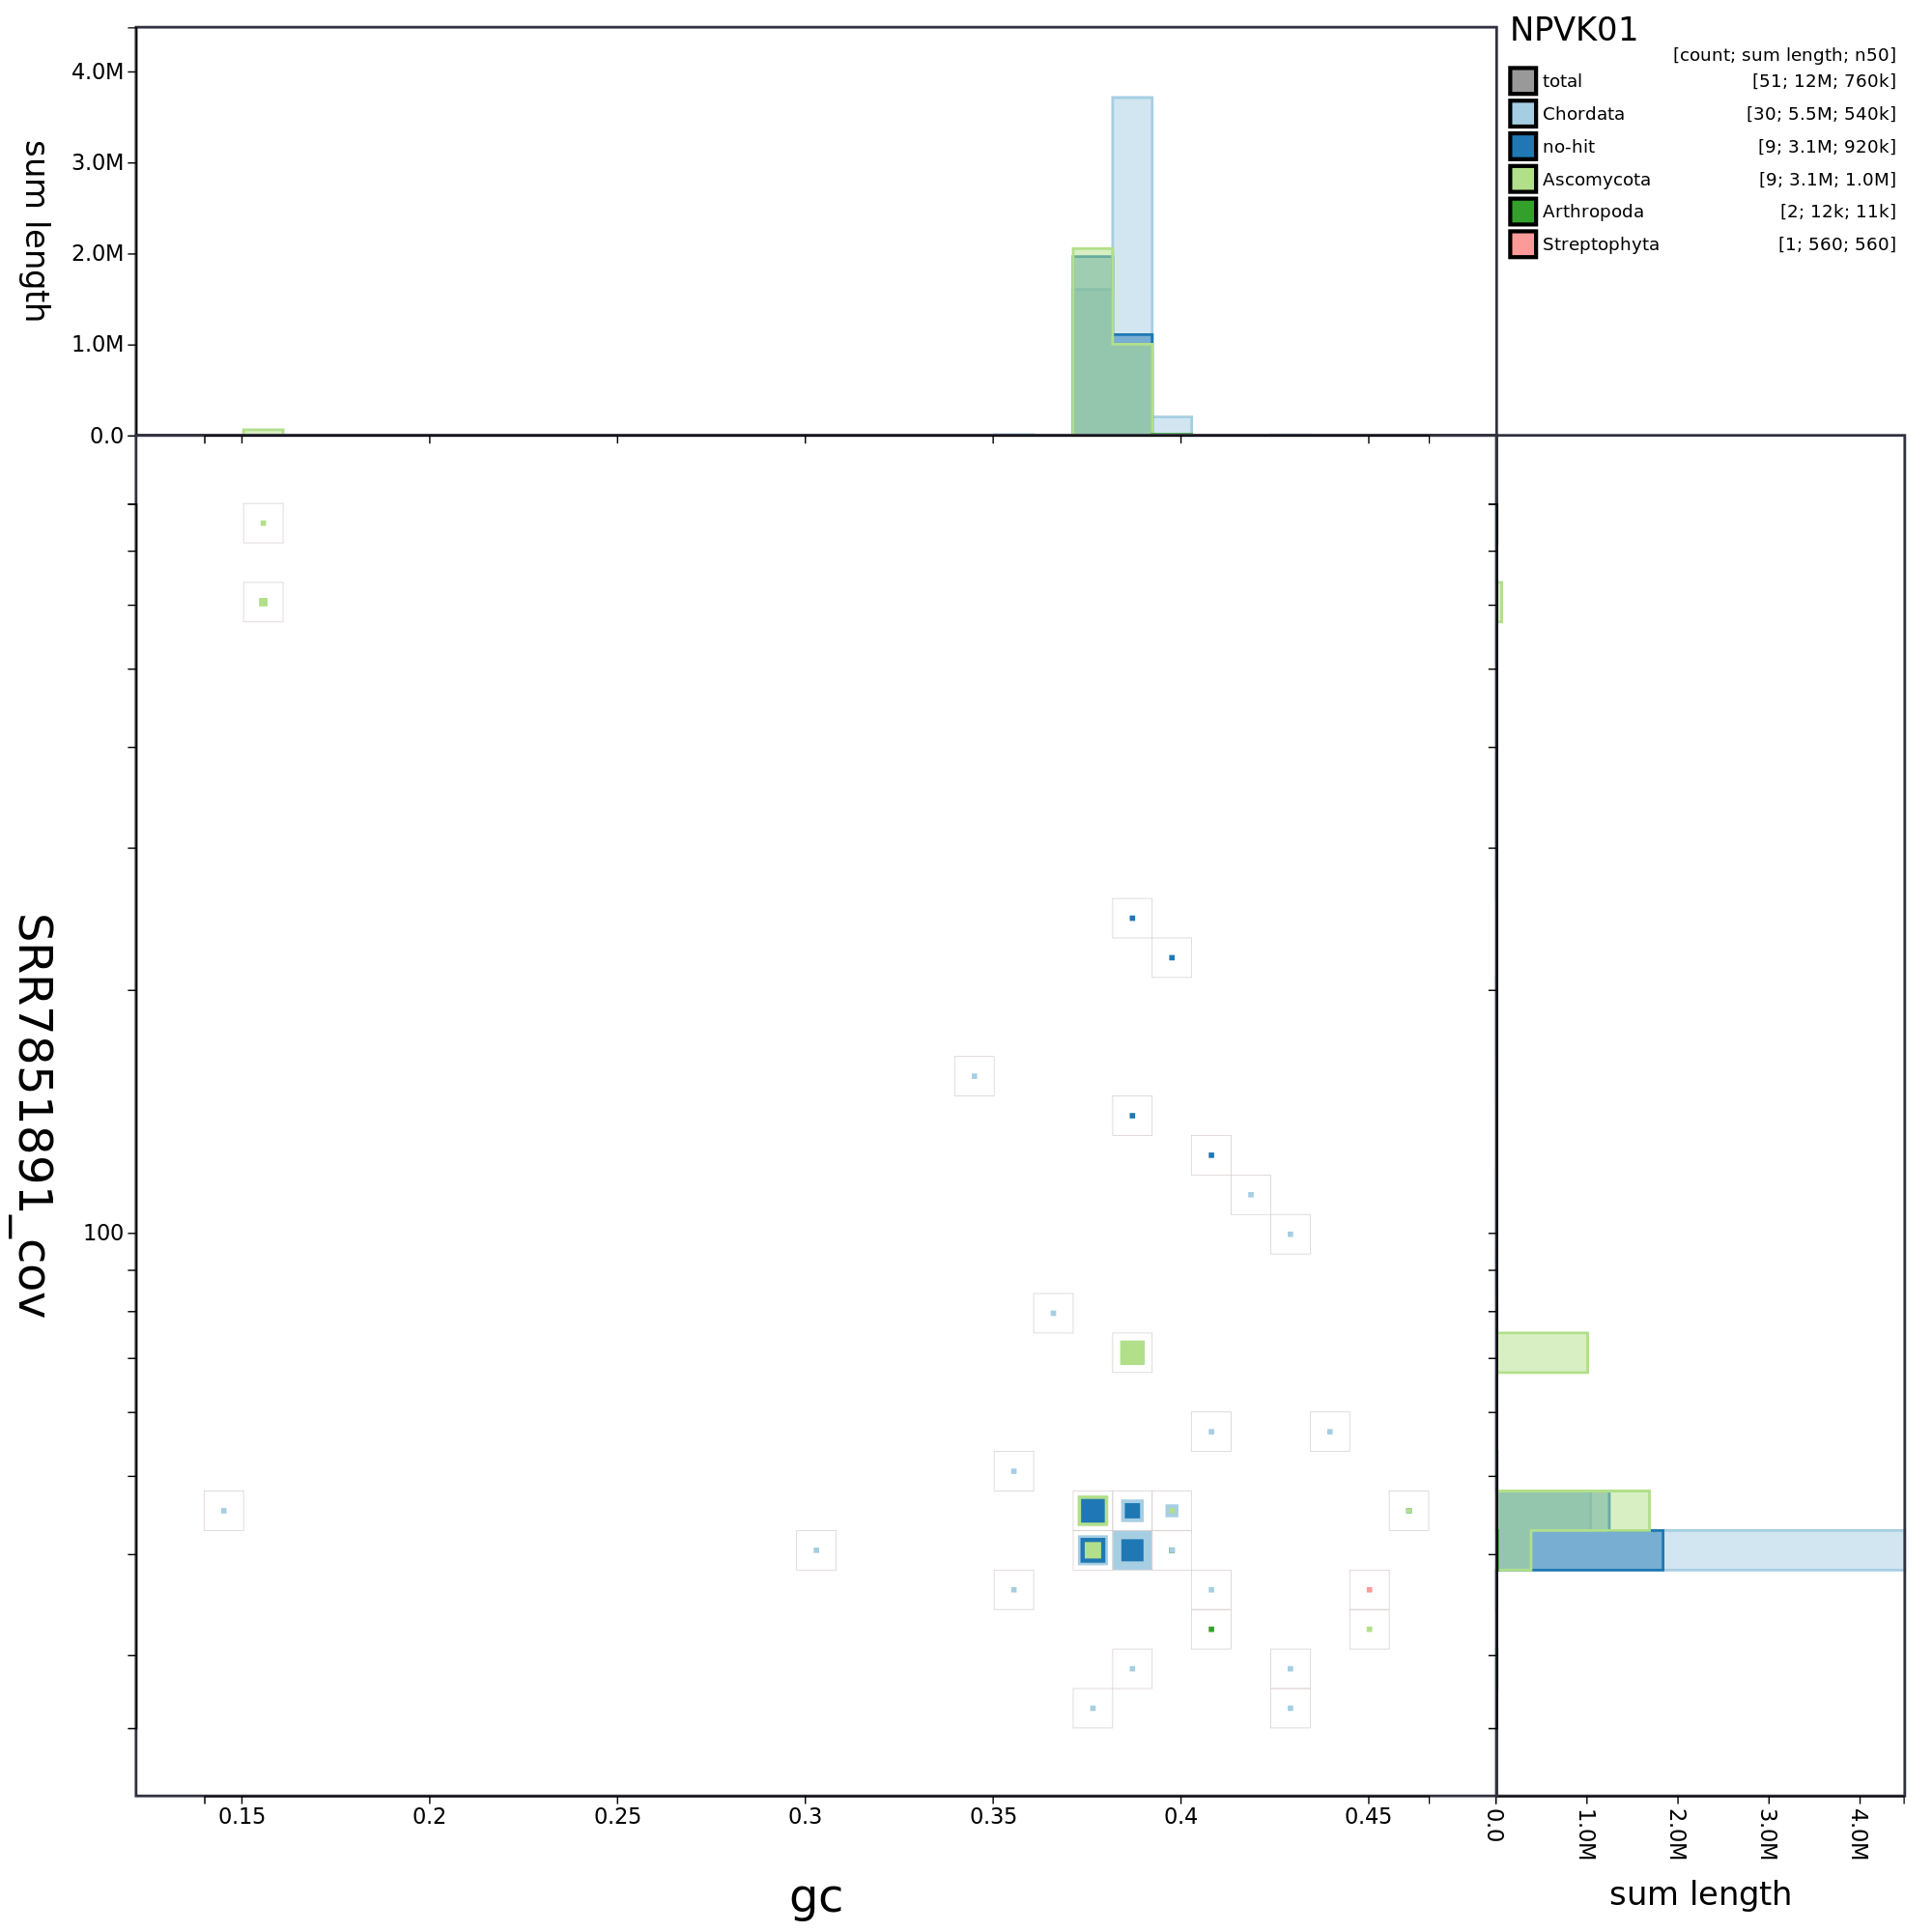 NPVK01
[count; sum length; n50]
total [51; 12M; 760k]
Chordata [30; 5.5M; 540k]
no-hit [9; 3.1M; 920k]
Ascomycota [9; 3.1M; 1.0M]
Arthropoda [2; 12k; 11k]
Streptophyta [1; 560; 560]
sum length
4.0M
3.0M
2.0M
1.0M
0.0
SRR7851891_cov
100
0.15 0.2 0.25 0.3 0.35 0.4 0.45
gc
0.0 1.0M 2.0M 3.0M 4.0M
sum length